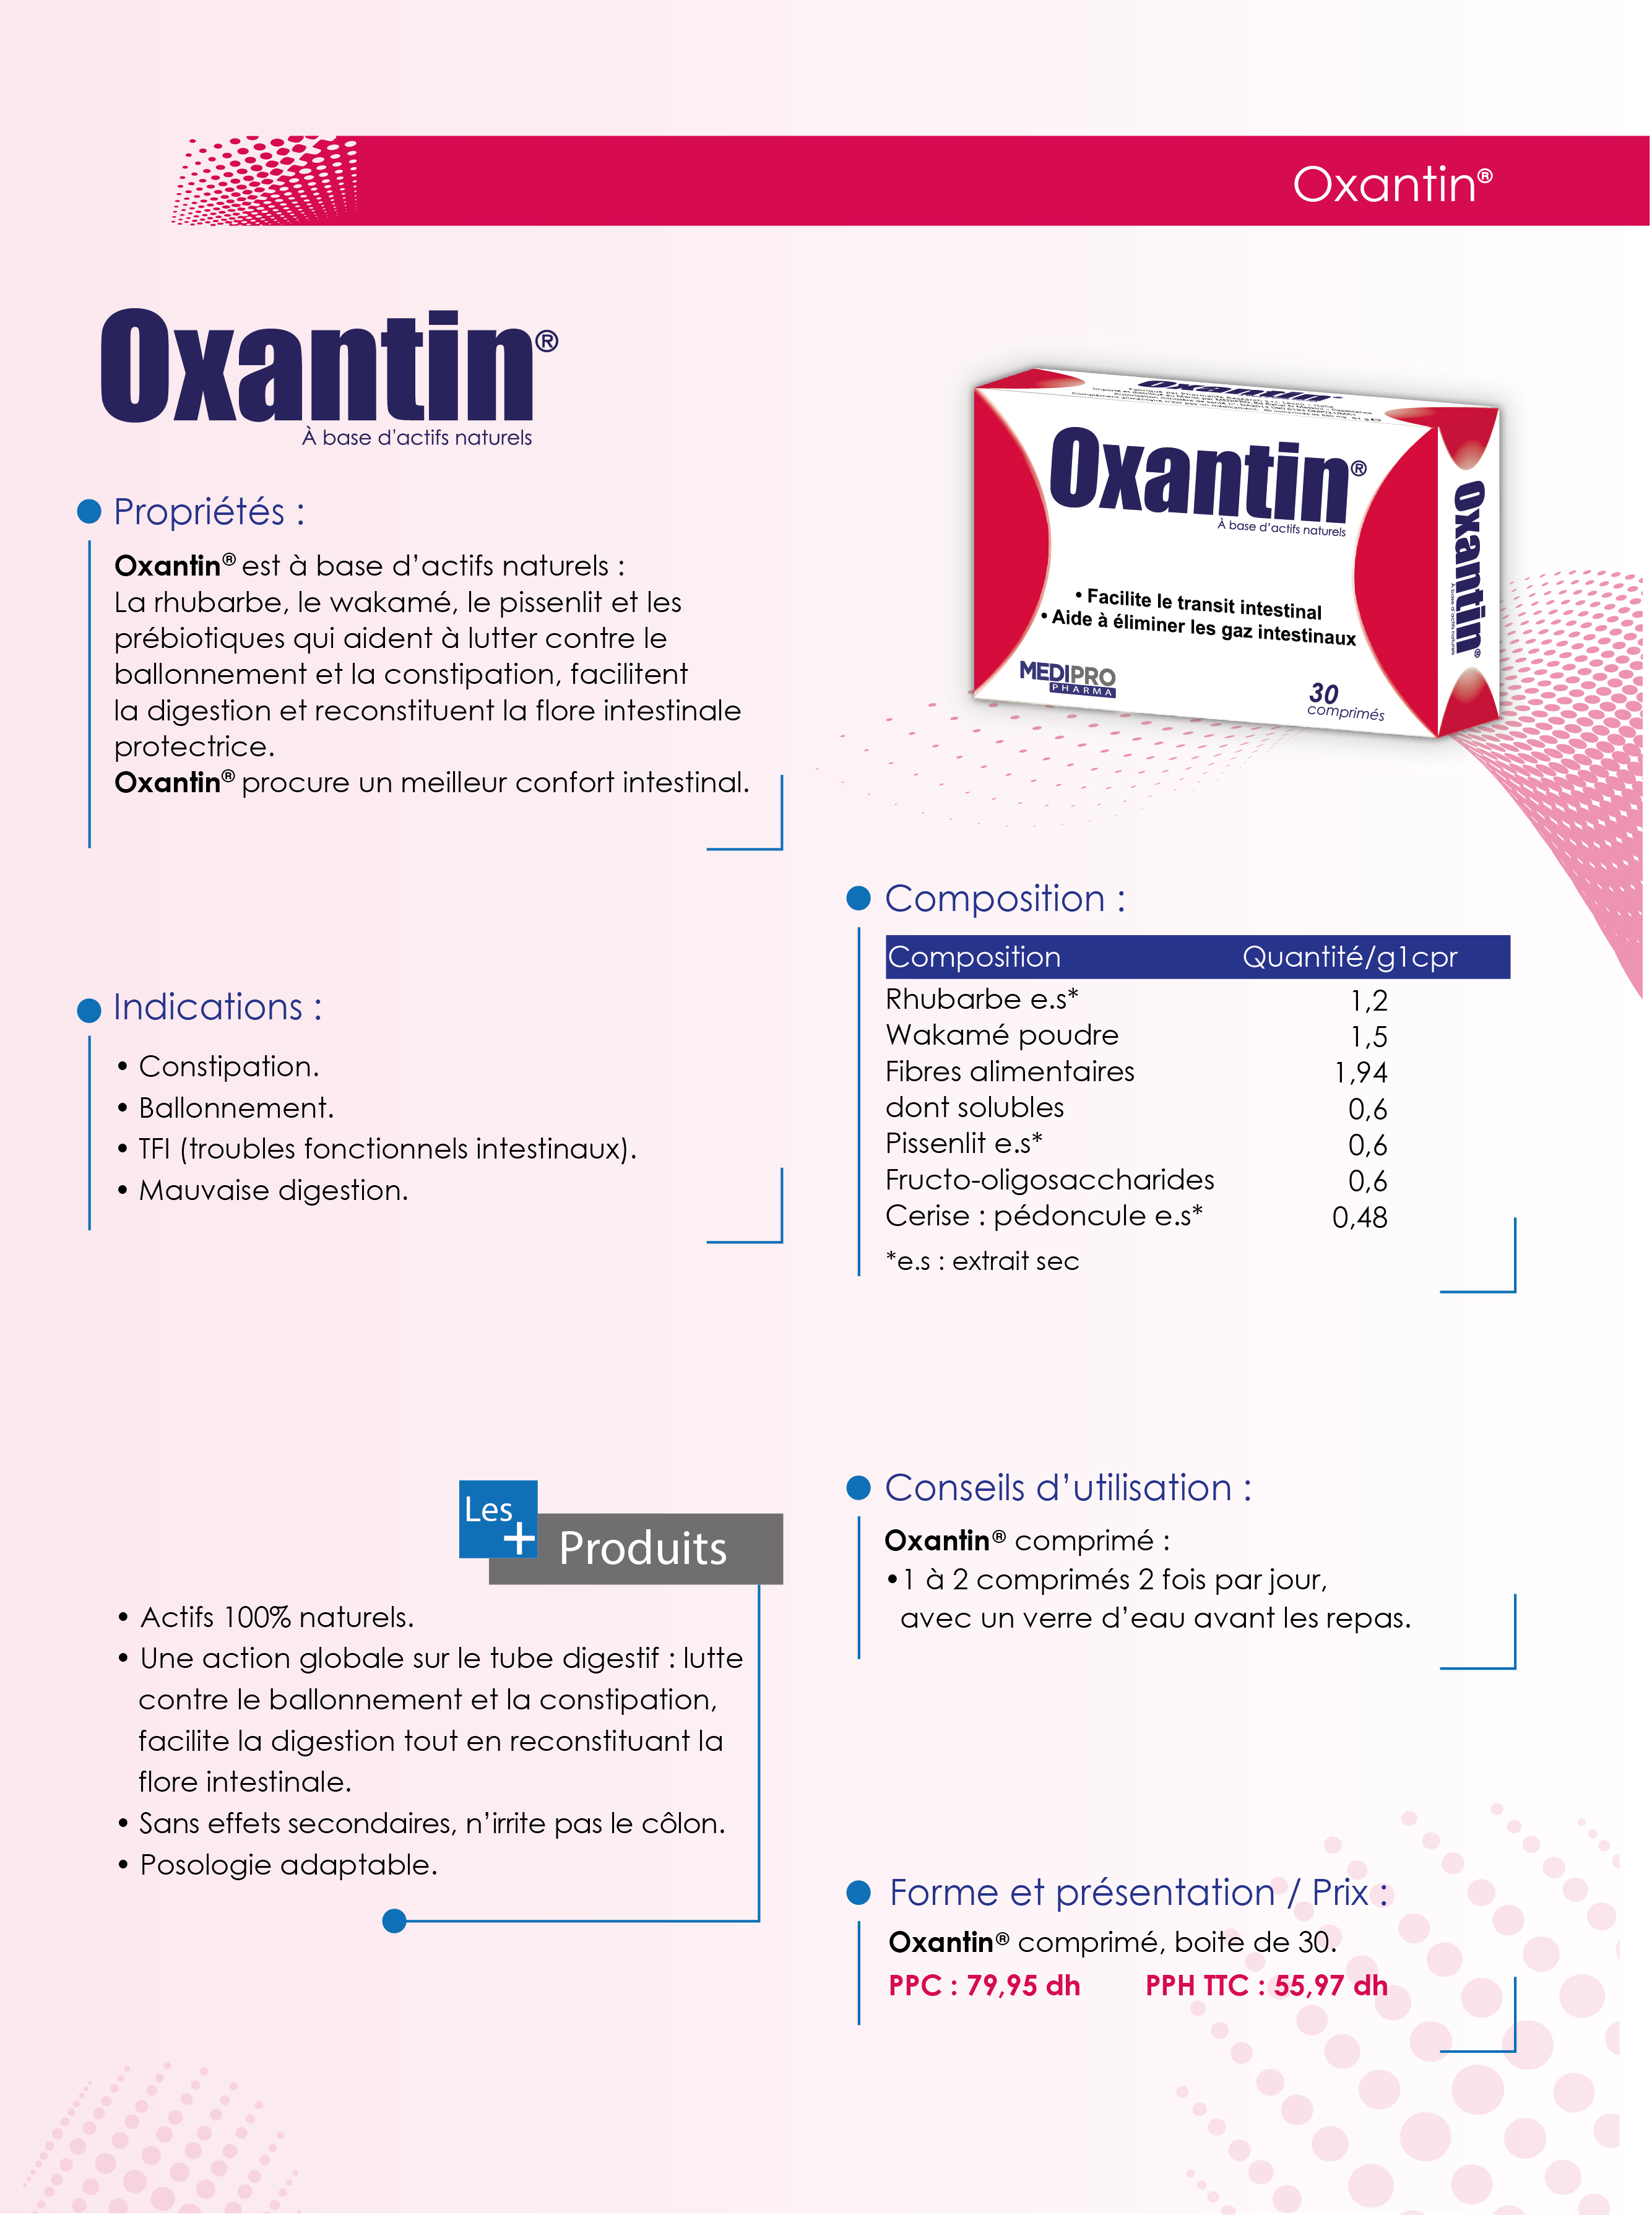 Oxantin®
Oxantin®
À base d'actifs naturels
Propriétés :
Oxantin® est à base d'actifs naturels :
La rhubarbe, le wakamé, le pissenlit et les
prébiotiques qui aident à lutter contre le
ballonnement et la constipation, facilitent
la digestion et reconstituent la flore intestinale
protectrice.
Oxantin® procure un meilleur confort intestinal.
Oxantin®
Oxantin®
À base d'actifs naturels
• Facilite le transit intestinal
• Aide à éliminer les gaz intestinaux
MEDIPRO
PHARMA
30
comprimés
Oxantin®
À base d'actifs naturels
Indications :
• Constipation.
• Ballonnement.
• TFI (troubles fonctionnels intestinaux).
• Mauvaise digestion.
Composition :
Composition Quantité/g1cpr
Rhubarbe e.s* 1,2
Wakamé poudre 1,5
Fibres alimentaires 1,94
dont solubles 0,6
Pissenlit e.s* 0,6
Fructo-oligosaccharides 0,6
Cerise : pédoncule e.s* 0,48
*e.s : extrait sec
Les +
Produits
• Actifs 100% naturels.
• Une action globale sur le tube digestif : lutte
contre le ballonnement et la constipation,
facilite la digestion tout en reconstituant la
flore intestinale.
• Sans effets secondaires, n'irrite pas le côlon.
• Posologie adaptable.
Conseils d'utilisation :
Oxantin® comprimé :
•1 à 2 comprimés 2 fois par jour,
avec un verre d'eau avant les repas.
Forme et présentation / Prix :
Oxantin® comprimé, boite de 30.
PPC : 79,95 dh PPH TTC : 55,97 dh